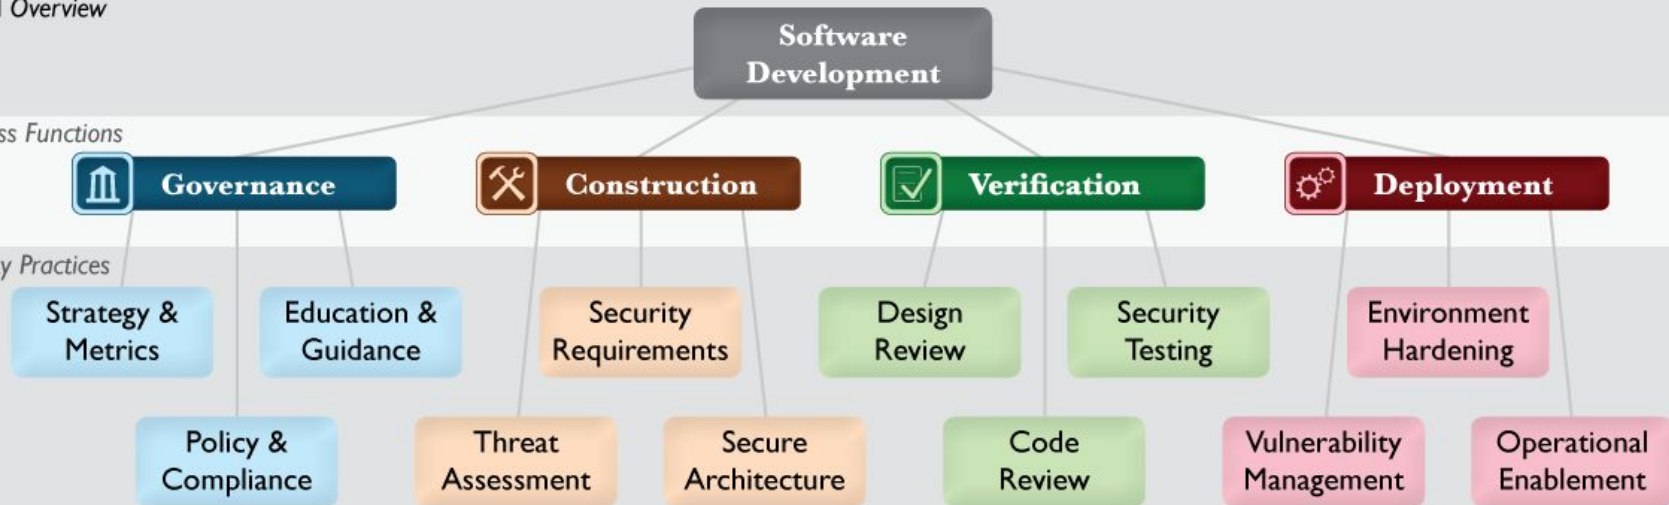 Overview
Software
Development
ss Functions
Governance
Construction
Verification
Deployment
y Practices
Strategy &
Metrics
Education &
Guidance
Security
Requirements
Design
Review
Security
Testing
Environment
Hardening
Policy &
Compliance
Threat
Assessment
Secure
Architecture
Code
Review
Vulnerability
Management
Operational
Enablement